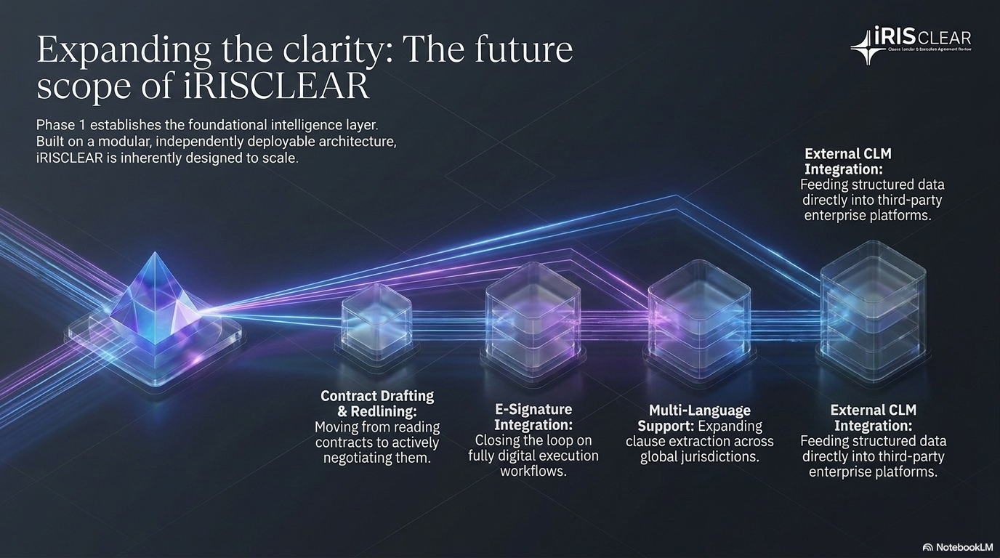 Expanding the clarity: The future
scope of iRISCLEAR
Phase 1 establishes the foundational intelligence layer.
Built on a modular, independently deployable architecture,
iRISCLEAR is inherently designed to scale.
iRIS CLEAR
External CLM
Integration:
Feeding structured data
directly into third-party
enterprise platforms.
Contract Drafting
& Redlining:
Moving from reading
contracts to actively
negotiating them.
E-Signature
Integration:
Closing the loop on
fully digital execution
workflows.
Multi-Language
Support: Expanding
clause extraction across
global jurisdictions.
External CLM
Integration:
Feeding structured data
directly into third-party
enterprise platforms.
NotebookLM